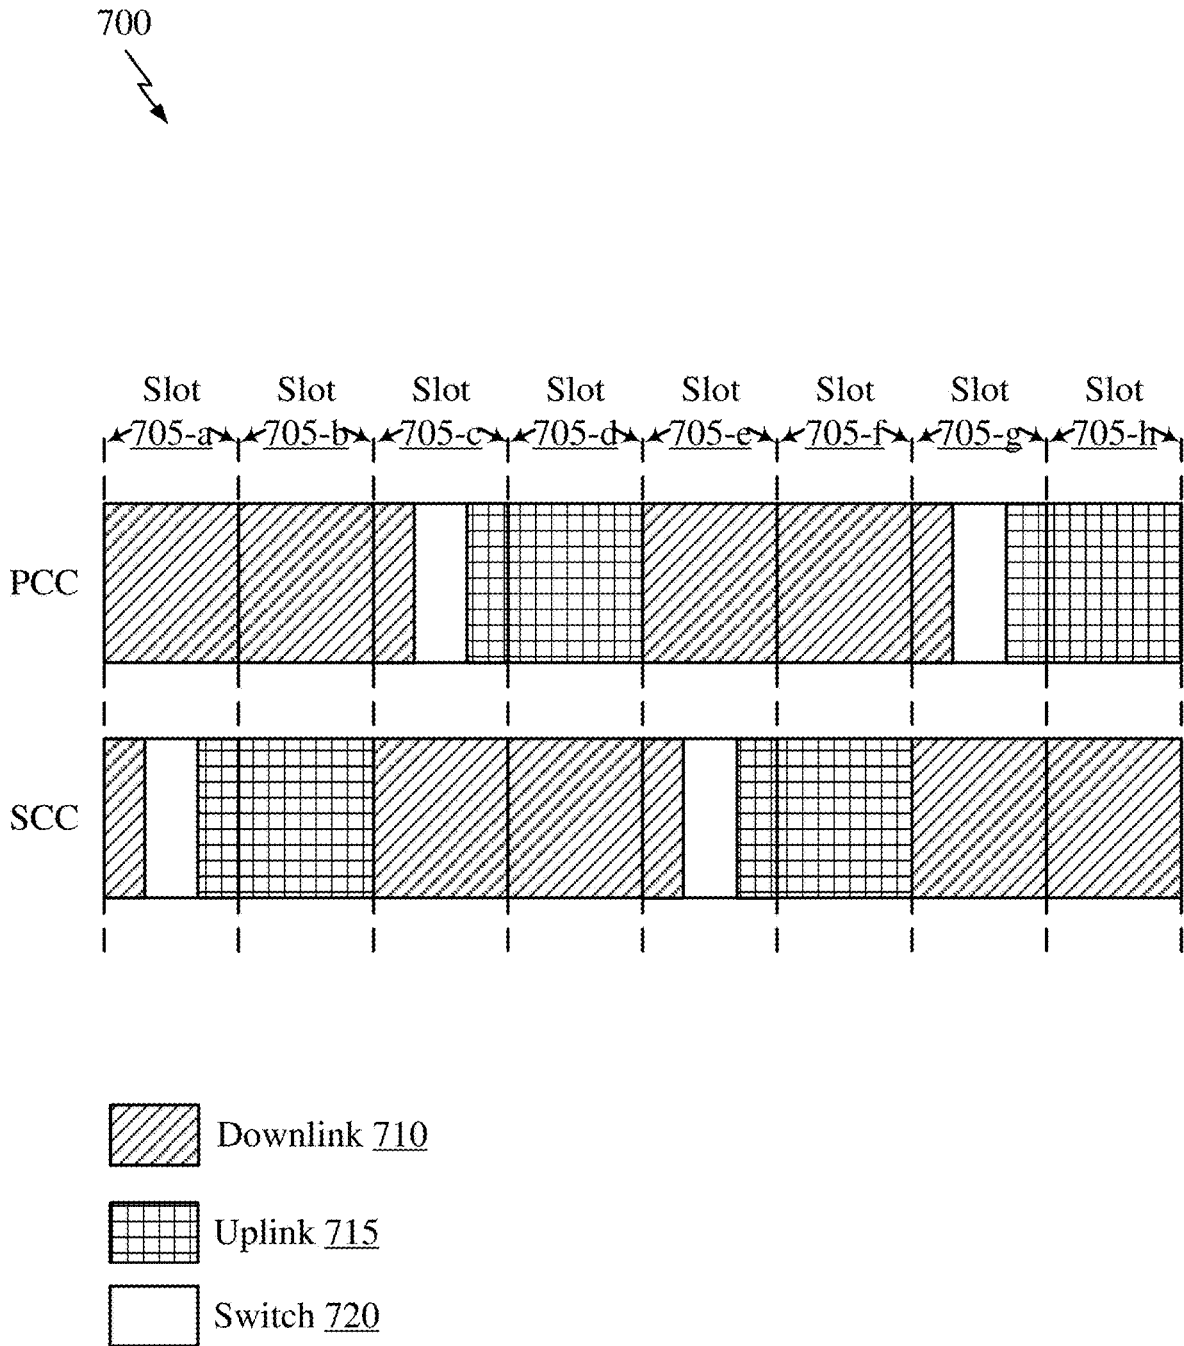 700
Slot Slot Slot Slot Slot Slot Slot Slot
705-a 705-b 705-c 705-d 705-e 705-f 705-g 705-h
PCC
SCC
Downlink 710
Uplink 715
Switch 720